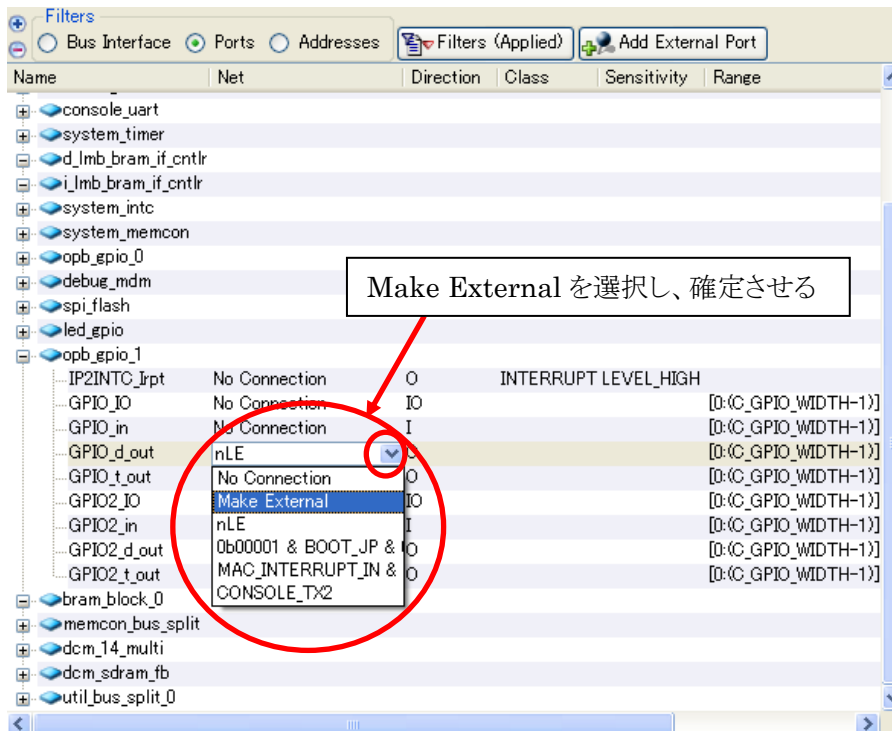 Filters
Bus Interface Ports Addresses Filters (Applied) Add External Port
Name Net Direction Class Sensitivity Range
console_uart
system_timer
d_lmb_bram_if_cntlr
i_lmb_bram_if_cntlr
system_intc
system_memcon
opb_gpio_0
debug_mdm
Make External を選択し、確定させる
spi_flash
led_gpio
opb_gpio_1
IP2INTC_Irpt No Connection O INTERRUPT LEVEL_HIGH
GPIO_IO No Connection IO [0:(C_GPIO_WIDTH-1)]
GPIO_in No Connection I [0:(C_GPIO_WIDTH-1)]
GPIO_d_out nLE O [0:(C_GPIO_WIDTH-1)]
GPIO_t_out No Connection O [0:(C_GPIO_WIDTH-1)]
GPIO2_IO Make External IO [0:(C_GPIO_WIDTH-1)]
GPIO2_in nLE I [0:(C_GPIO_WIDTH-1)]
GPIO2_d_out 0b00001 & BOOT_JP & O [0:(C_GPIO_WIDTH-1)]
GPIO2_t_out MAC_INTERRUPT_IN & O [0:(C_GPIO_WIDTH-1)]
CONSOLE_TX2
bram_block_0
memcon_bus_split
dcm_14_multi
dcm_sdram_fb
util_bus_split_0